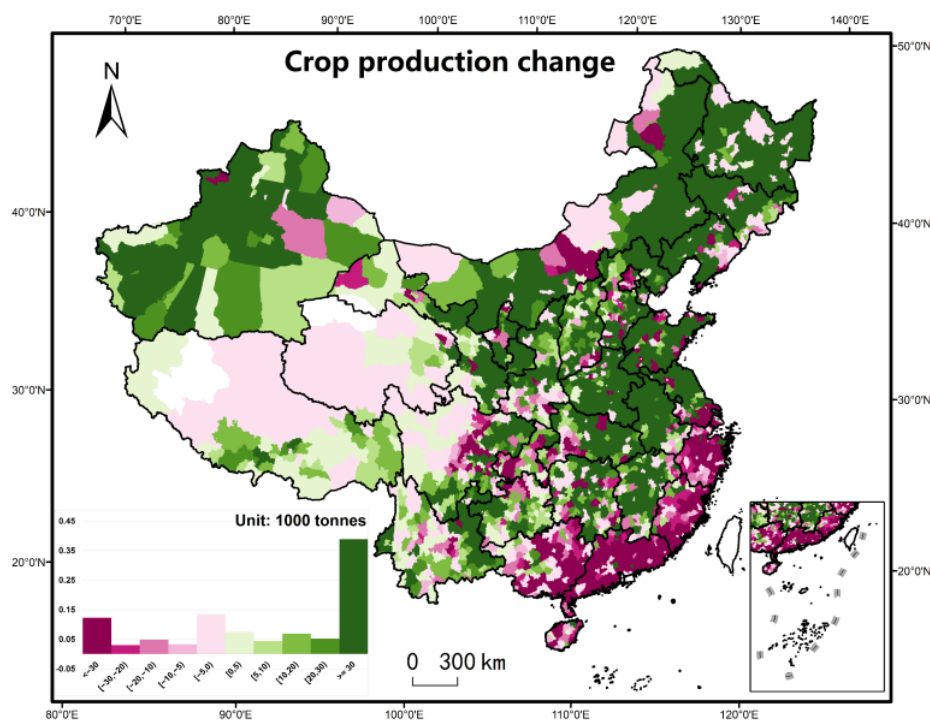 70°0'E 80°0'E 90°0'E 100°0'E 110°0'E 120°0'E 130°0'E 140°0'E
Crop production change
N
50°0'N
40°0'N
40°0'N
30°0'N
30°0'N
20°0'N
20°0'N
Unit: 1000 tonnes
0.45
0.35
0.25
0.15
0.05
-0.05
<-30 [-30,-20) [-20,-10) [-10,-5) [-5,0) [0,5) [5,10) [10,20) [20,30) >= 30
0 300 km
80°0'E 90°0'E 100°0'E 110°0'E 120°0'E